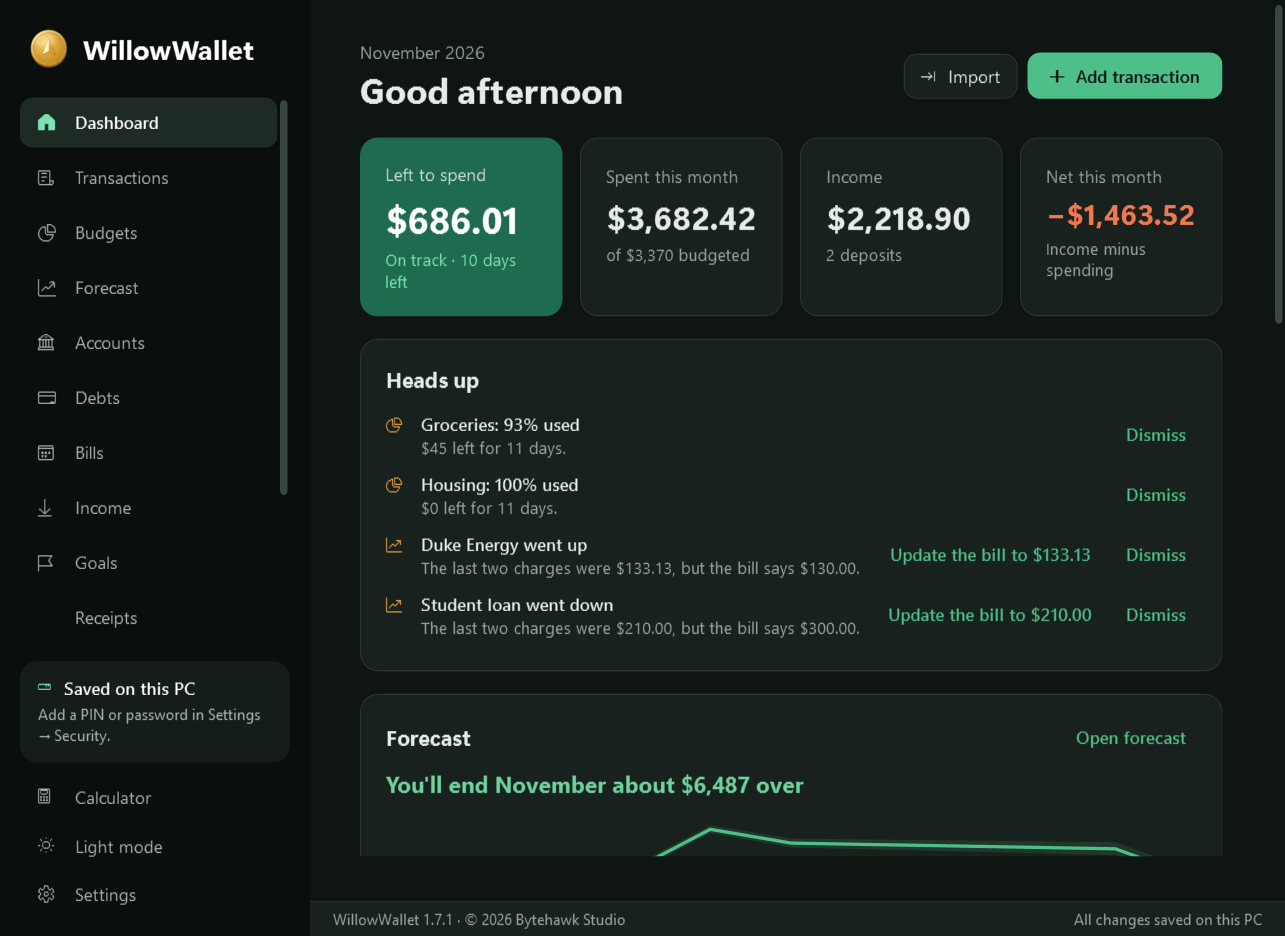 WillowWallet
Dashboard
Transactions
Budgets
Forecast
Accounts
Debts
Bills
Income
Goals
Receipts
Saved on this PC
Add a PIN or password in Settings
→ Security.
Calculator
Light mode
Settings
November 2026
Good afternoon
Import
+ Add transaction
Left to spend
$686.01
On track · 10 days
left
Spent this month
$3,682.42
of $3,370 budgeted
Income
$2,218.90
2 deposits
Net this month
−$1,463.52
Income minus
spending
Heads up
Groceries: 93% used
$45 left for 11 days.
Dismiss
Housing: 100% used
$0 left for 11 days.
Dismiss
Duke Energy went up
The last two charges were $133.13, but the bill says $130.00.
Update the bill to $133.13
Dismiss
Student loan went down
The last two charges were $210.00, but the bill says $300.00.
Update the bill to $210.00
Dismiss
Forecast
Open forecast
You'll end November about $6,487 over
WillowWallet 1.7.1 · © 2026 Bytehawk Studio
All changes saved on this PC